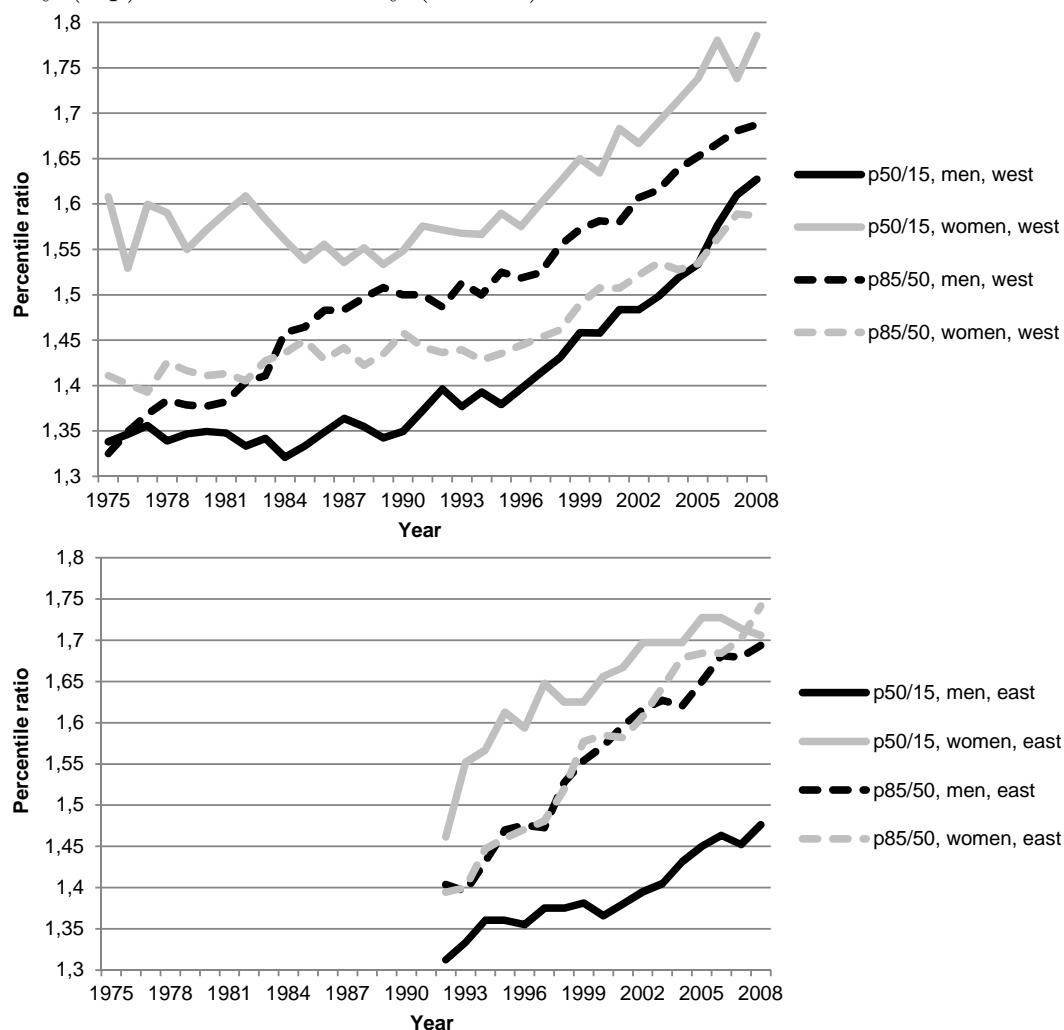 1,8
1,75
1,7
1,65
1,6
1,55
1,5
1,45
1,4
1,35
1,3
Percentile ratio
1975 1978 1981 1984 1987 1990 1993 1996 1999 2002 2005 2008
Year
p50/15, men, west
p50/15, women, west
p85/50, men, west
p85/50, women, west
1,8
1,75
1,7
1,65
1,6
1,55
1,5
1,45
1,4
1,35
1,3
Percentile ratio
1975 1978 1981 1984 1987 1990 1993 1996 1999 2002 2005 2008
Year
p50/15, men, east
p50/15, women, east
p85/50, men, east
p85/50, women, east